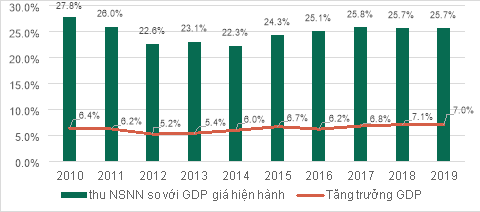 30.0%
25.0%
20.0%
15.0%
10.0%
5.0%
0.0%
27.8% 26.0% 22.6% 23.1% 22.3% 24.3% 25.1% 25.8% 25.7% 25.7%
6.4% 6.2% 5.2% 5.4% 6.0% 6.7% 6.2% 6.8% 7.1% 7.0%
2010 2011 2012 2013 2014 2015 2016 2017 2018 2019
thu NSNN so với GDP giá hiện hành Tăng trưởng GDP